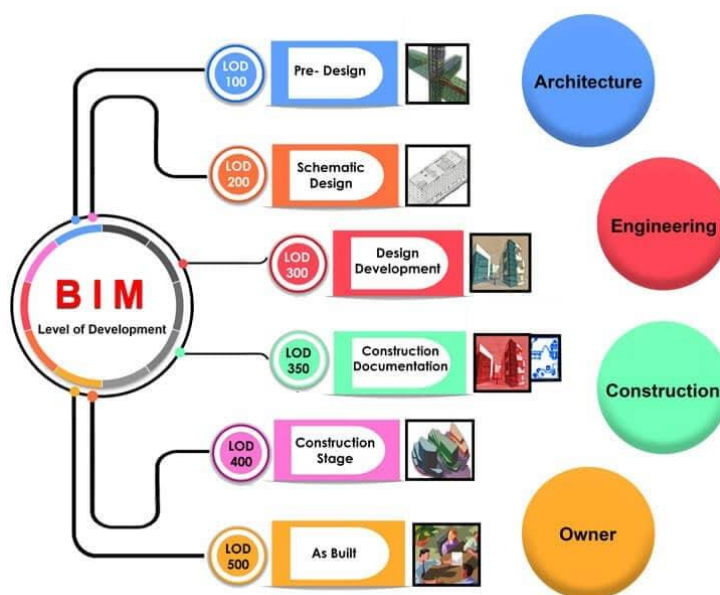 LOD
100
Pre- Design
LOD
200
Schematic
Design
LOD
300
Design
Development
LOD
350
Construction
Documentation
LOD
400
Construction
Stage
LOD
500
As Built
BIM
Level of Development
Architecture
Engineering
Construction
Owner